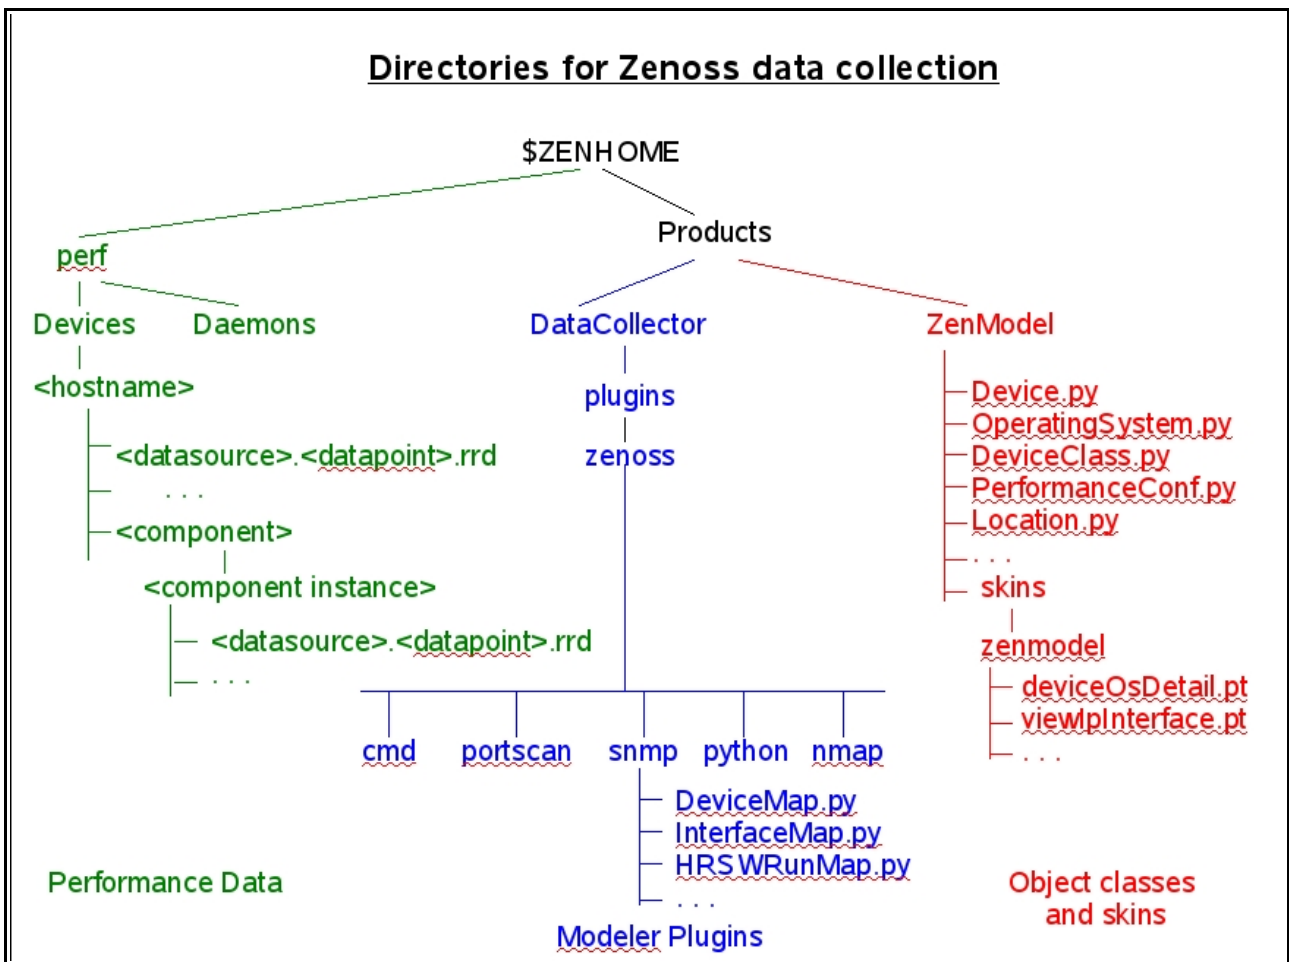 Directories for Zenoss data collection
$ZENHOME
Products
perf
Devices Daemons DataCollector ZenModel
<hostname>
plugins
Device.py
OperatingSystem.py
<datasource>.<datapoint>.rrd
zenoss
DeviceClass.py
. . .
PerformanceConf.py
<component>
Location.py
. . .
<component instance>
skins
<datasource>.<datapoint>.rrd
zenmodel
. . .
deviceOsDetail.pt
viewIpInterface.pt
. . .
cmd portscan snmp python nmap
DeviceMap.py
InterfaceMap.py
HRSWRunMap.py
. . .
Performance Data
Object classes
and skins
Modeler Plugins